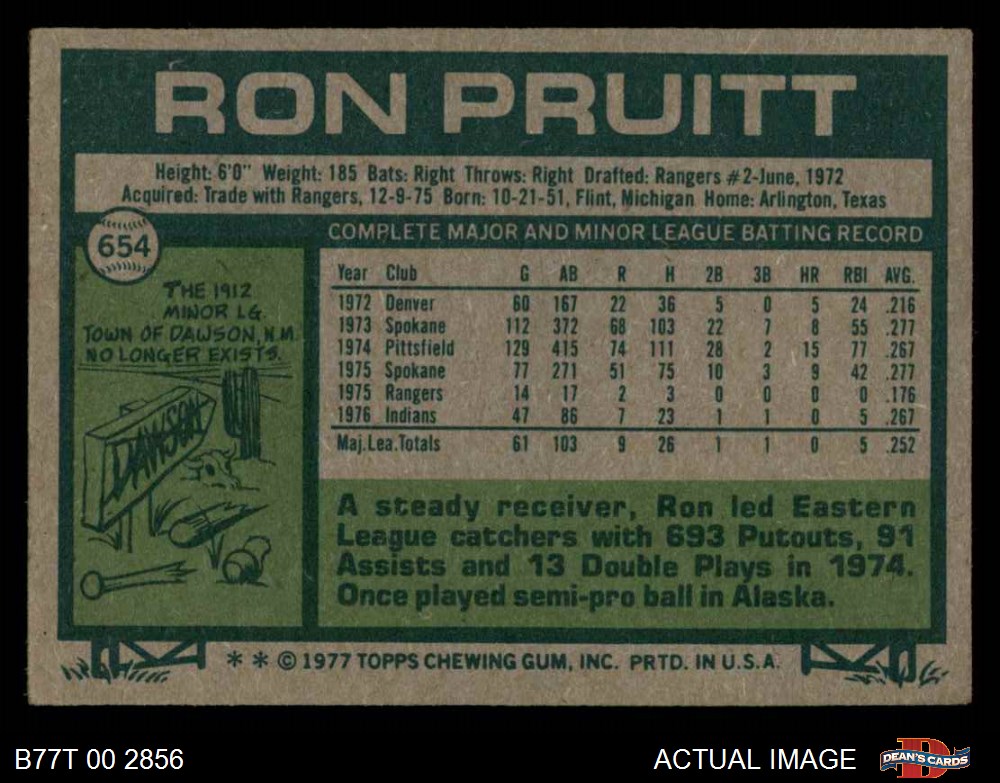 RON PRUITT
Height: 6'0" Weight: 185 Bats: Right Throws: Right Drafted: Rangers #2-June, 1972
Acquired: Trade with Rangers, 12-9-75 Born: 10-21-51, Flint, Michigan Home: Arlington, Texas
654
COMPLETE MAJOR AND MINOR LEAGUE BATTING RECORD
THE 1912
MINOR LG.
TOWN OF DAWSON, N.M.
NO LONGER EXISTS.
DAWSON
Year Club G AB R H 2B 3B HR RBI AVG.
1972 Denver 60 167 22 36 5 0 5 24 .216
1973 Spokane 112 372 68 103 22 7 8 55 .277
1974 Pittsfield 129 415 74 111 28 2 15 77 .267
1975 Spokane 77 271 51 75 10 3 9 42 .277
1975 Rangers 14 17 2 3 0 0 0 0 .176
1976 Indians 47 86 7 23 1 1 0 5 .267
Maj.Lea.Totals 61 103 9 26 1 1 0 5 .252
A steady receiver, Ron led Eastern
League catchers with 693 Putouts, 91
Assists and 13 Double Plays in 1974.
Once played semi-pro ball in Alaska.
* * © 1977 TOPPS CHEWING GUM, INC. PRTD. IN U.S.A.
B77T 00 2856
ACTUAL IMAGE
DEAN'S CARDS